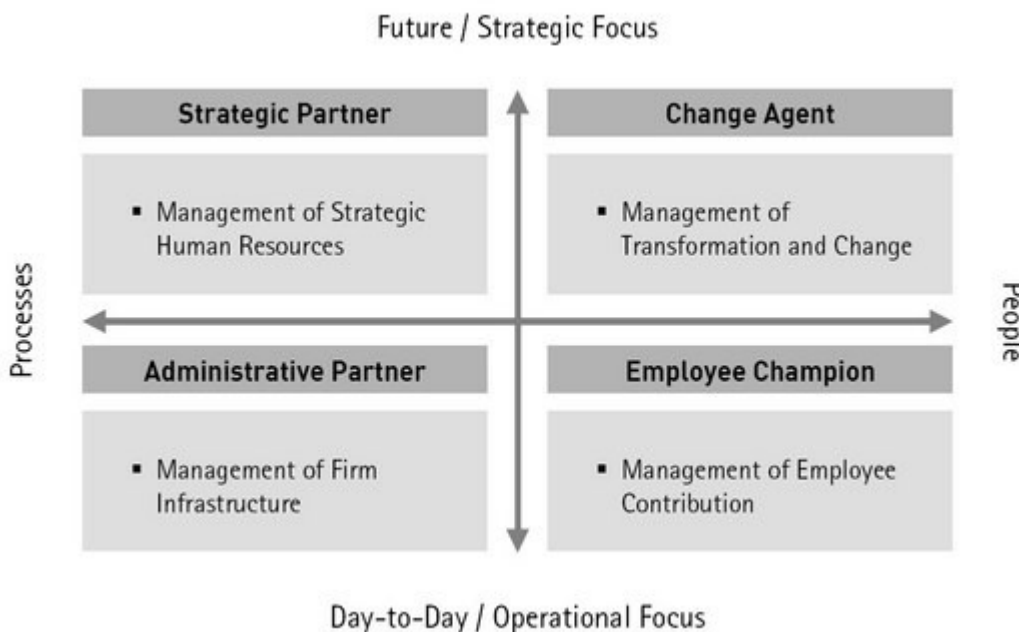 Future / Strategic Focus
Strategic Partner
Change Agent
▪ Management of Strategic
Human Resources
▪ Management of
Transformation and Change
Processes
People
Administrative Partner
Employee Champion
▪ Management of Firm
Infrastructure
▪ Management of Employee
Contribution
Day-to-Day / Operational Focus